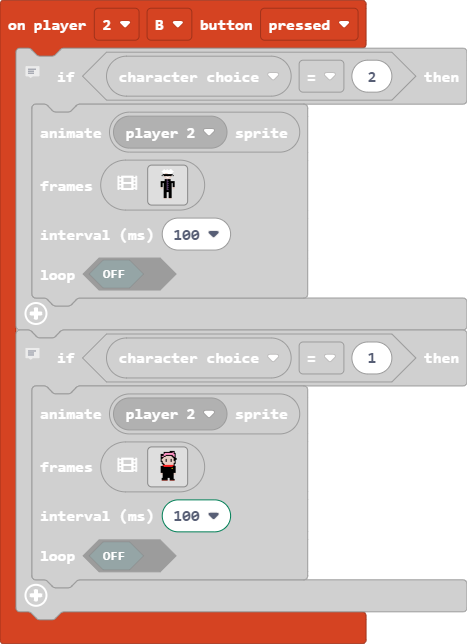 on player 2 B button pressed
if character choice = 2 then
animate player 2 sprite
frames
interval (ms) 100
loop OFF
if character choice = 1 then
animate player 2 sprite
frames
interval (ms) 100
loop OFF